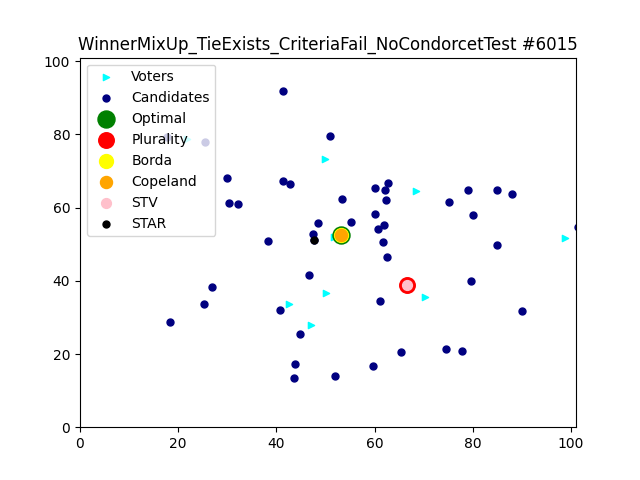 WinnerMixUp_TieExists_CriteriaFail_NoCondorcetTest #6015
100
80
60
40
20
0
0 20 40 60 80 100
Voters
Candidates
Optimal
Plurality
Borda
Copeland
STV
STAR